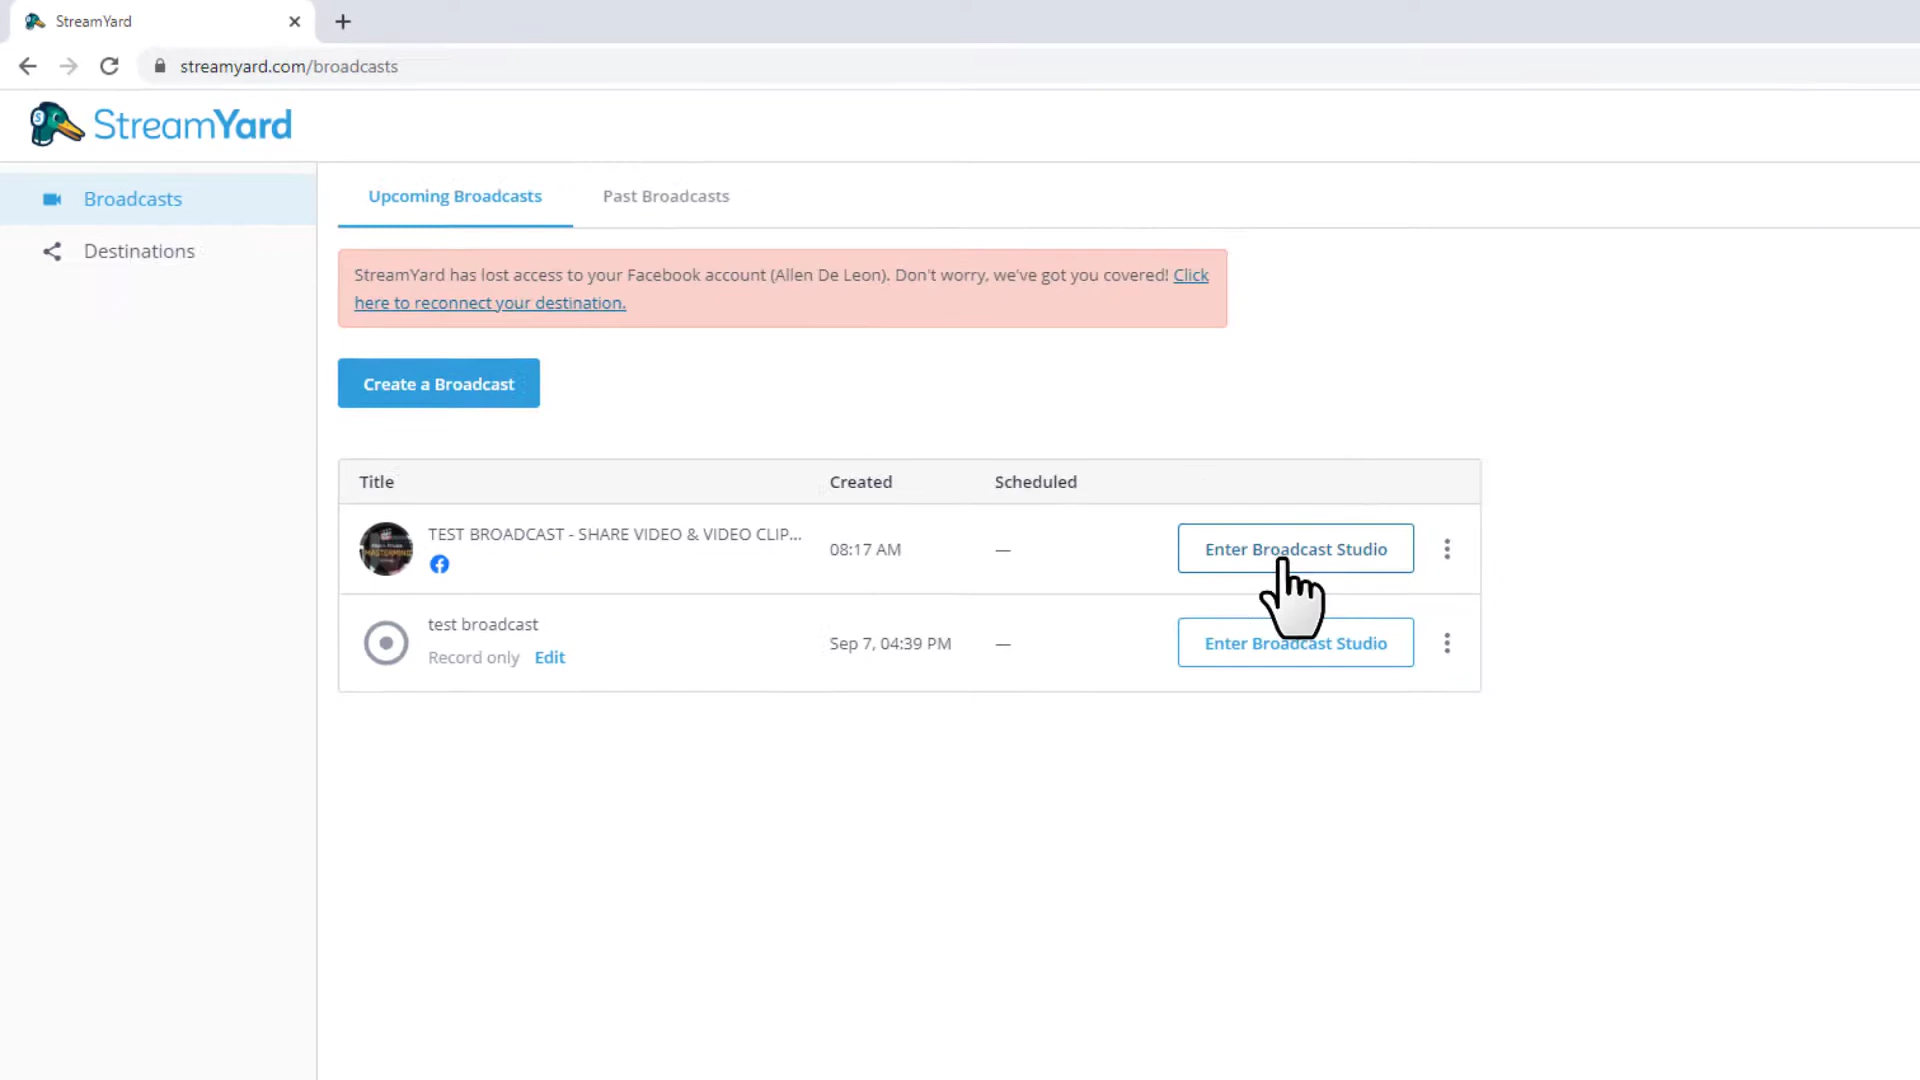 StreamYard
streamyard.com/broadcasts
StreamYard
Broadcasts
Destinations
Upcoming Broadcasts
Past Broadcasts
StreamYard has lost access to your Facebook account (Allen De Leon). Don't worry, we've got you covered! Click
here to reconnect your destination.
Create a Broadcast
Title Created Scheduled
TEST BROADCAST - SHARE VIDEO & VIDEO CLIP...
08:17 AM
—
Enter Broadcast Studio
MASTERMIND
test broadcast
Record only Edit
Sep 7, 04:39 PM
—
Enter Broadcast Studio